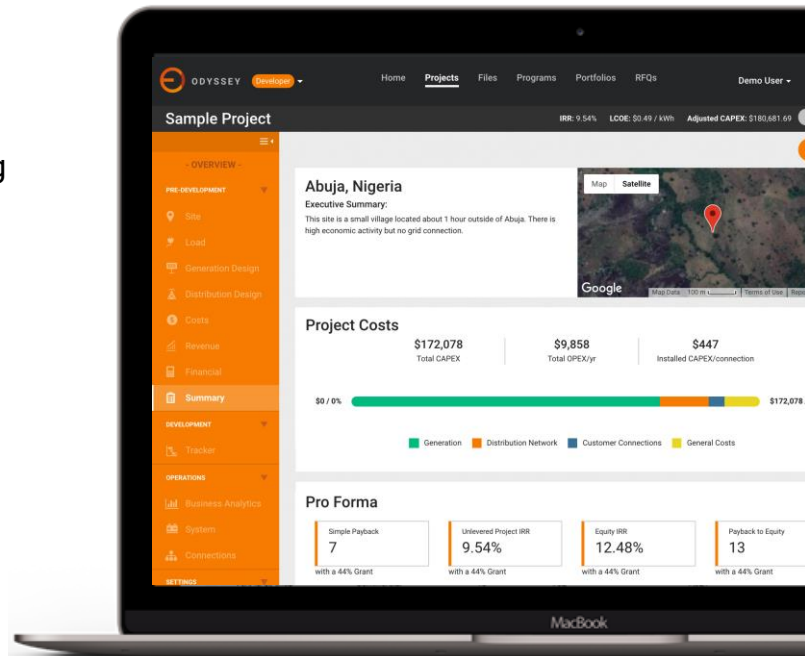 g
ODYSSEY Developer
Home Projects Files Programs Portfolios RFQs Demo User
Sample Project
IRR: 9.54% LCOE: $0.49 / kWh Adjusted CAPEX: $180,681.69
- OVERVIEW -
PRE-DEVELOPMENT
Site
Load
Generation Design
Distribution Design
Costs
Revenue
Financial
Summary
DEVELOPMENT
Tracker
OPERATIONS
Business Analytics
System
Connections
SETTINGS
Abuja, Nigeria
Executive Summary:
This site is a small village located about 1 hour outside of Abuja. There is
high economic activity but no grid connection.
Map Satellite
Google
Map Data 100 m Terms of Use
Project Costs
$172,078 $9,858 $447
Total CAPEX Total OPEX/yr Installed CAPEX/connection
$0 / 0% $172,078
Generation Distribution Network Customer Connections General Costs
Pro Forma
Simple Payback Unlevered Project IRR Equity IRR Payback to Equity
7 9.54% 12.48% 13
with a 44% Grant with a 44% Grant with a 44% Grant with a 44% Grant
MacBook